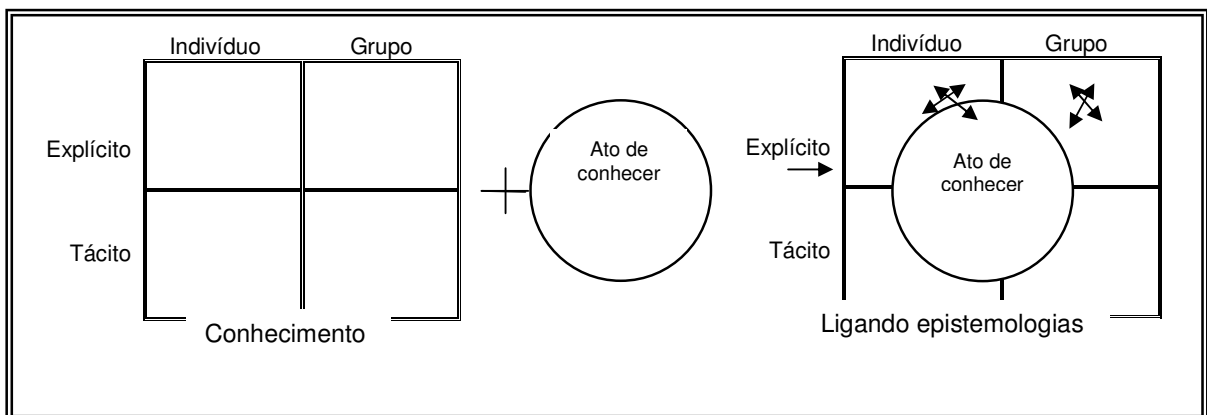 Indivíduo Grupo
Explícito
Tácito
Conhecimento
Ato de
conhecer
Indivíduo Grupo
Explícito
Tácito
Ato de
conhecer
Ligando epistemologias